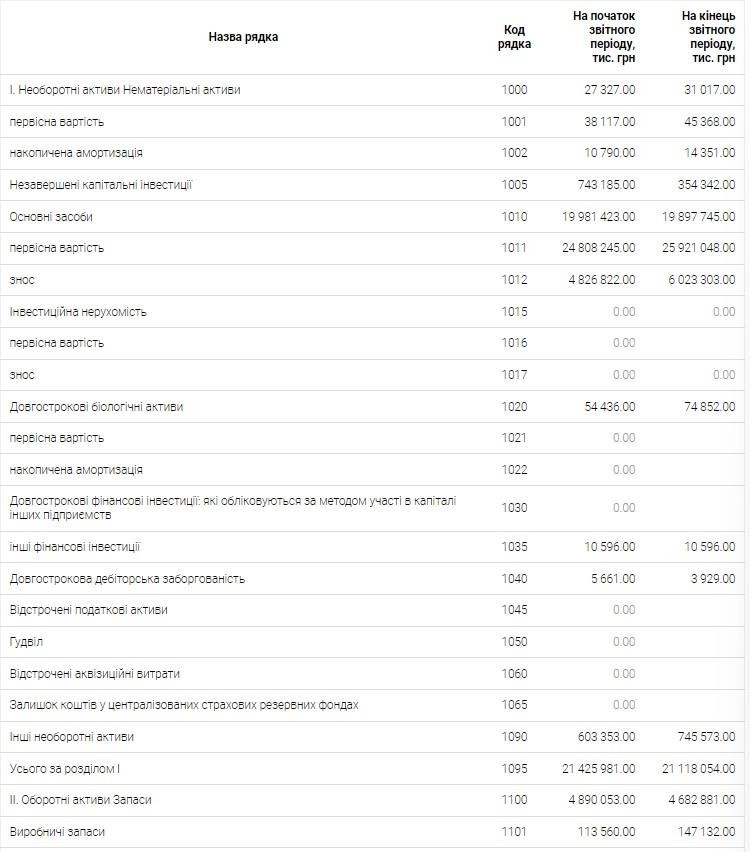 Назва рядка Код рядка На початок звітного періоду, тис. грн На кінець звітного періоду, тис. грн
І. Необоротні активи Нематеріальні активи 1000 27 327.00 31 017.00
первісна вартість 1001 38 117.00 45 368.00
накопичена амортизація 1002 10 790.00 14 351.00
Незавершені капітальні інвестиції 1005 743 185.00 354 342.00
Основні засоби 1010 19 981 423.00 19 897 745.00
первісна вартість 1011 24 808 245.00 25 921 048.00
знос 1012 4 826 822.00 6 023 303.00
Інвестиційна нерухомість 1015 0.00 0.00
первісна вартість 1016 0.00
знос 1017 0.00 0.00
Довгострокові біологічні активи 1020 54 436.00 74 852.00
первісна вартість 1021 0.00
накопичена амортизація 1022 0.00
Довгострокові фінансові інвестиції: які обліковуються за методом участі в капіталі
інших підприємств 1030 0.00
інші фінансові інвестиції 1035 10 596.00 10 596.00
Довгострокова дебіторська заборгованість 1040 5 661.00 3 929.00
Відстрочені податкові активи 1045 0.00
Гудвіл 1050 0.00
Відстрочені аквізиційні витрати 1060 0.00
Залишок коштів у централізованих страхових резервних фондах 1065 0.00
Інші необоротні активи 1090 603 353.00 745 573.00
Усього за розділом І 1095 21 425 981.00 21 118 054.00
ІІ. Оборотні активи Запаси 1100 4 890 053.00 4 682 881.00
Виробничі запаси 1101 113 560.00 147 132.00